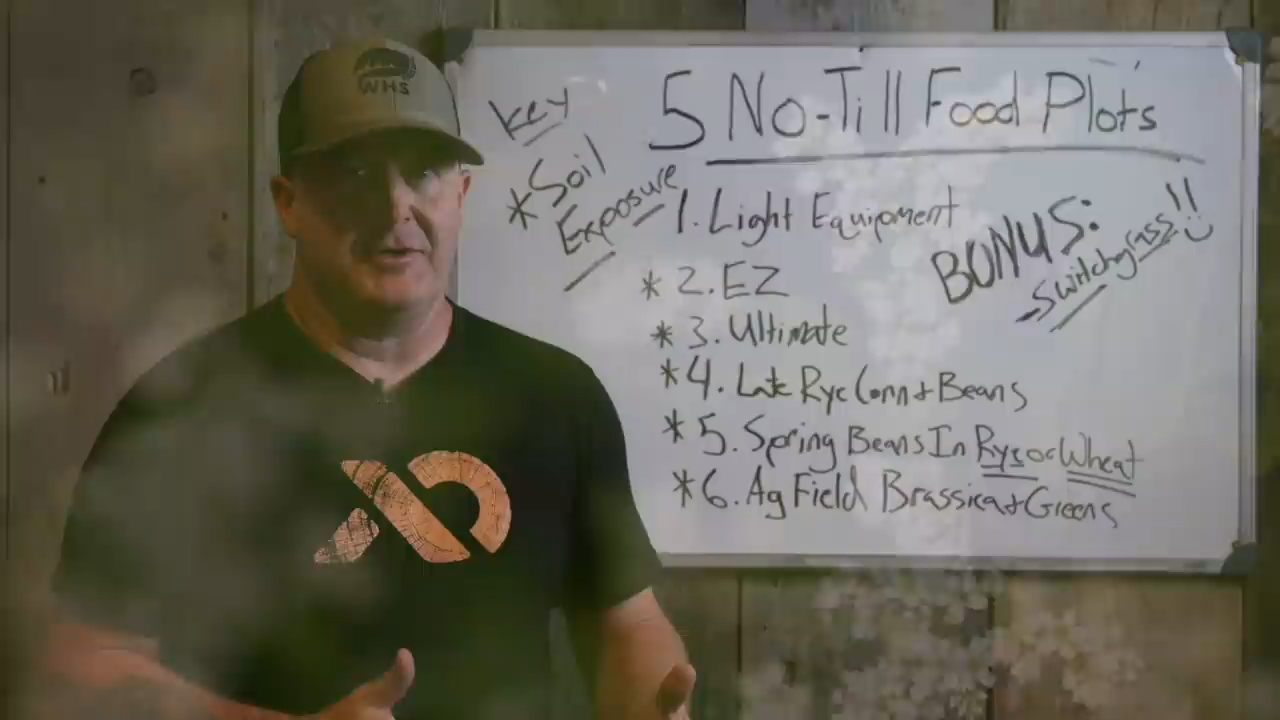 WHS
Key
* Soil
Exposure
5 No-Till Food Plots
1. Light Equipment
* 2. EZ
* 3. Ultimate
* 4. Late Rye Corn + Beans
* 5. Spring Beans In Rye or Wheat
* 6. Ag Field Brassica + Greens
BONUS:
- Switchgrass!!